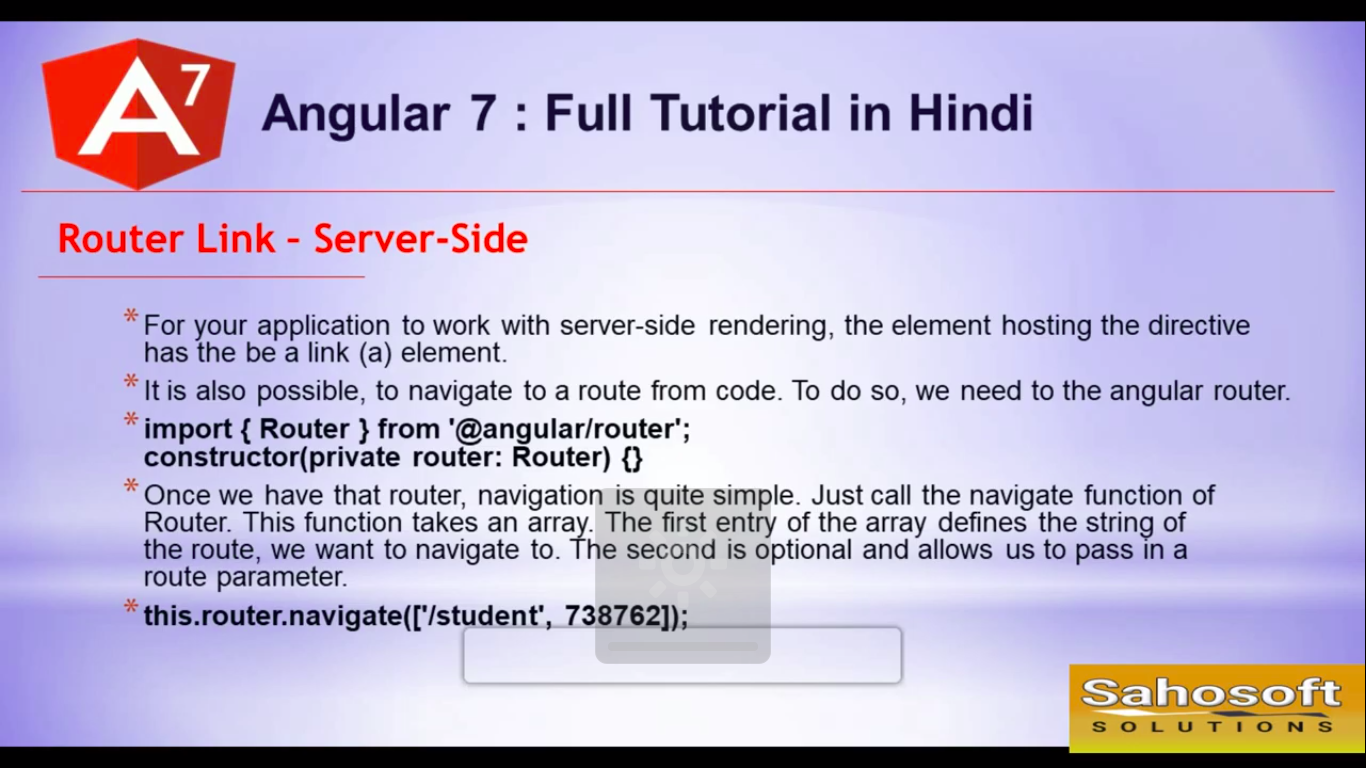 A7
Angular 7 : Full Tutorial in Hindi
Router Link – Server-Side
* For your application to work with server-side rendering, the element hosting the directive
has the be a link (a) element.
* It is also possible, to navigate to a route from code. To do so, we need to the angular router.
* import { Router } from '@angular/router';
constructor(private router: Router) {}
* Once we have that router, navigation is quite simple. Just call the navigate function of
Router. This function takes an array. The first entry of the array defines the string of
the route, we want to navigate to. The second is optional and allows us to pass in a
route parameter.
* this.router.navigate(['/student', 738762]);
Sahosoft
SOLUTIONS